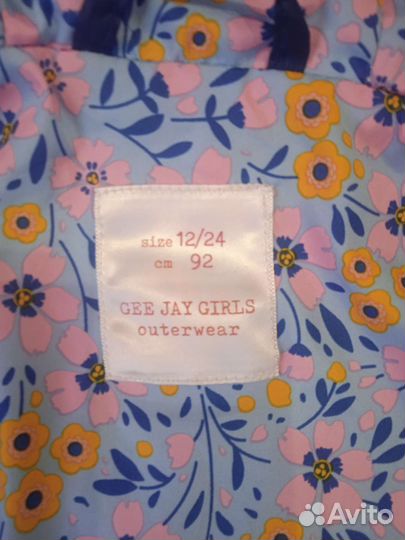 size 12/24
cm 92
GEE JAY GIRLS
outerwear
Avito